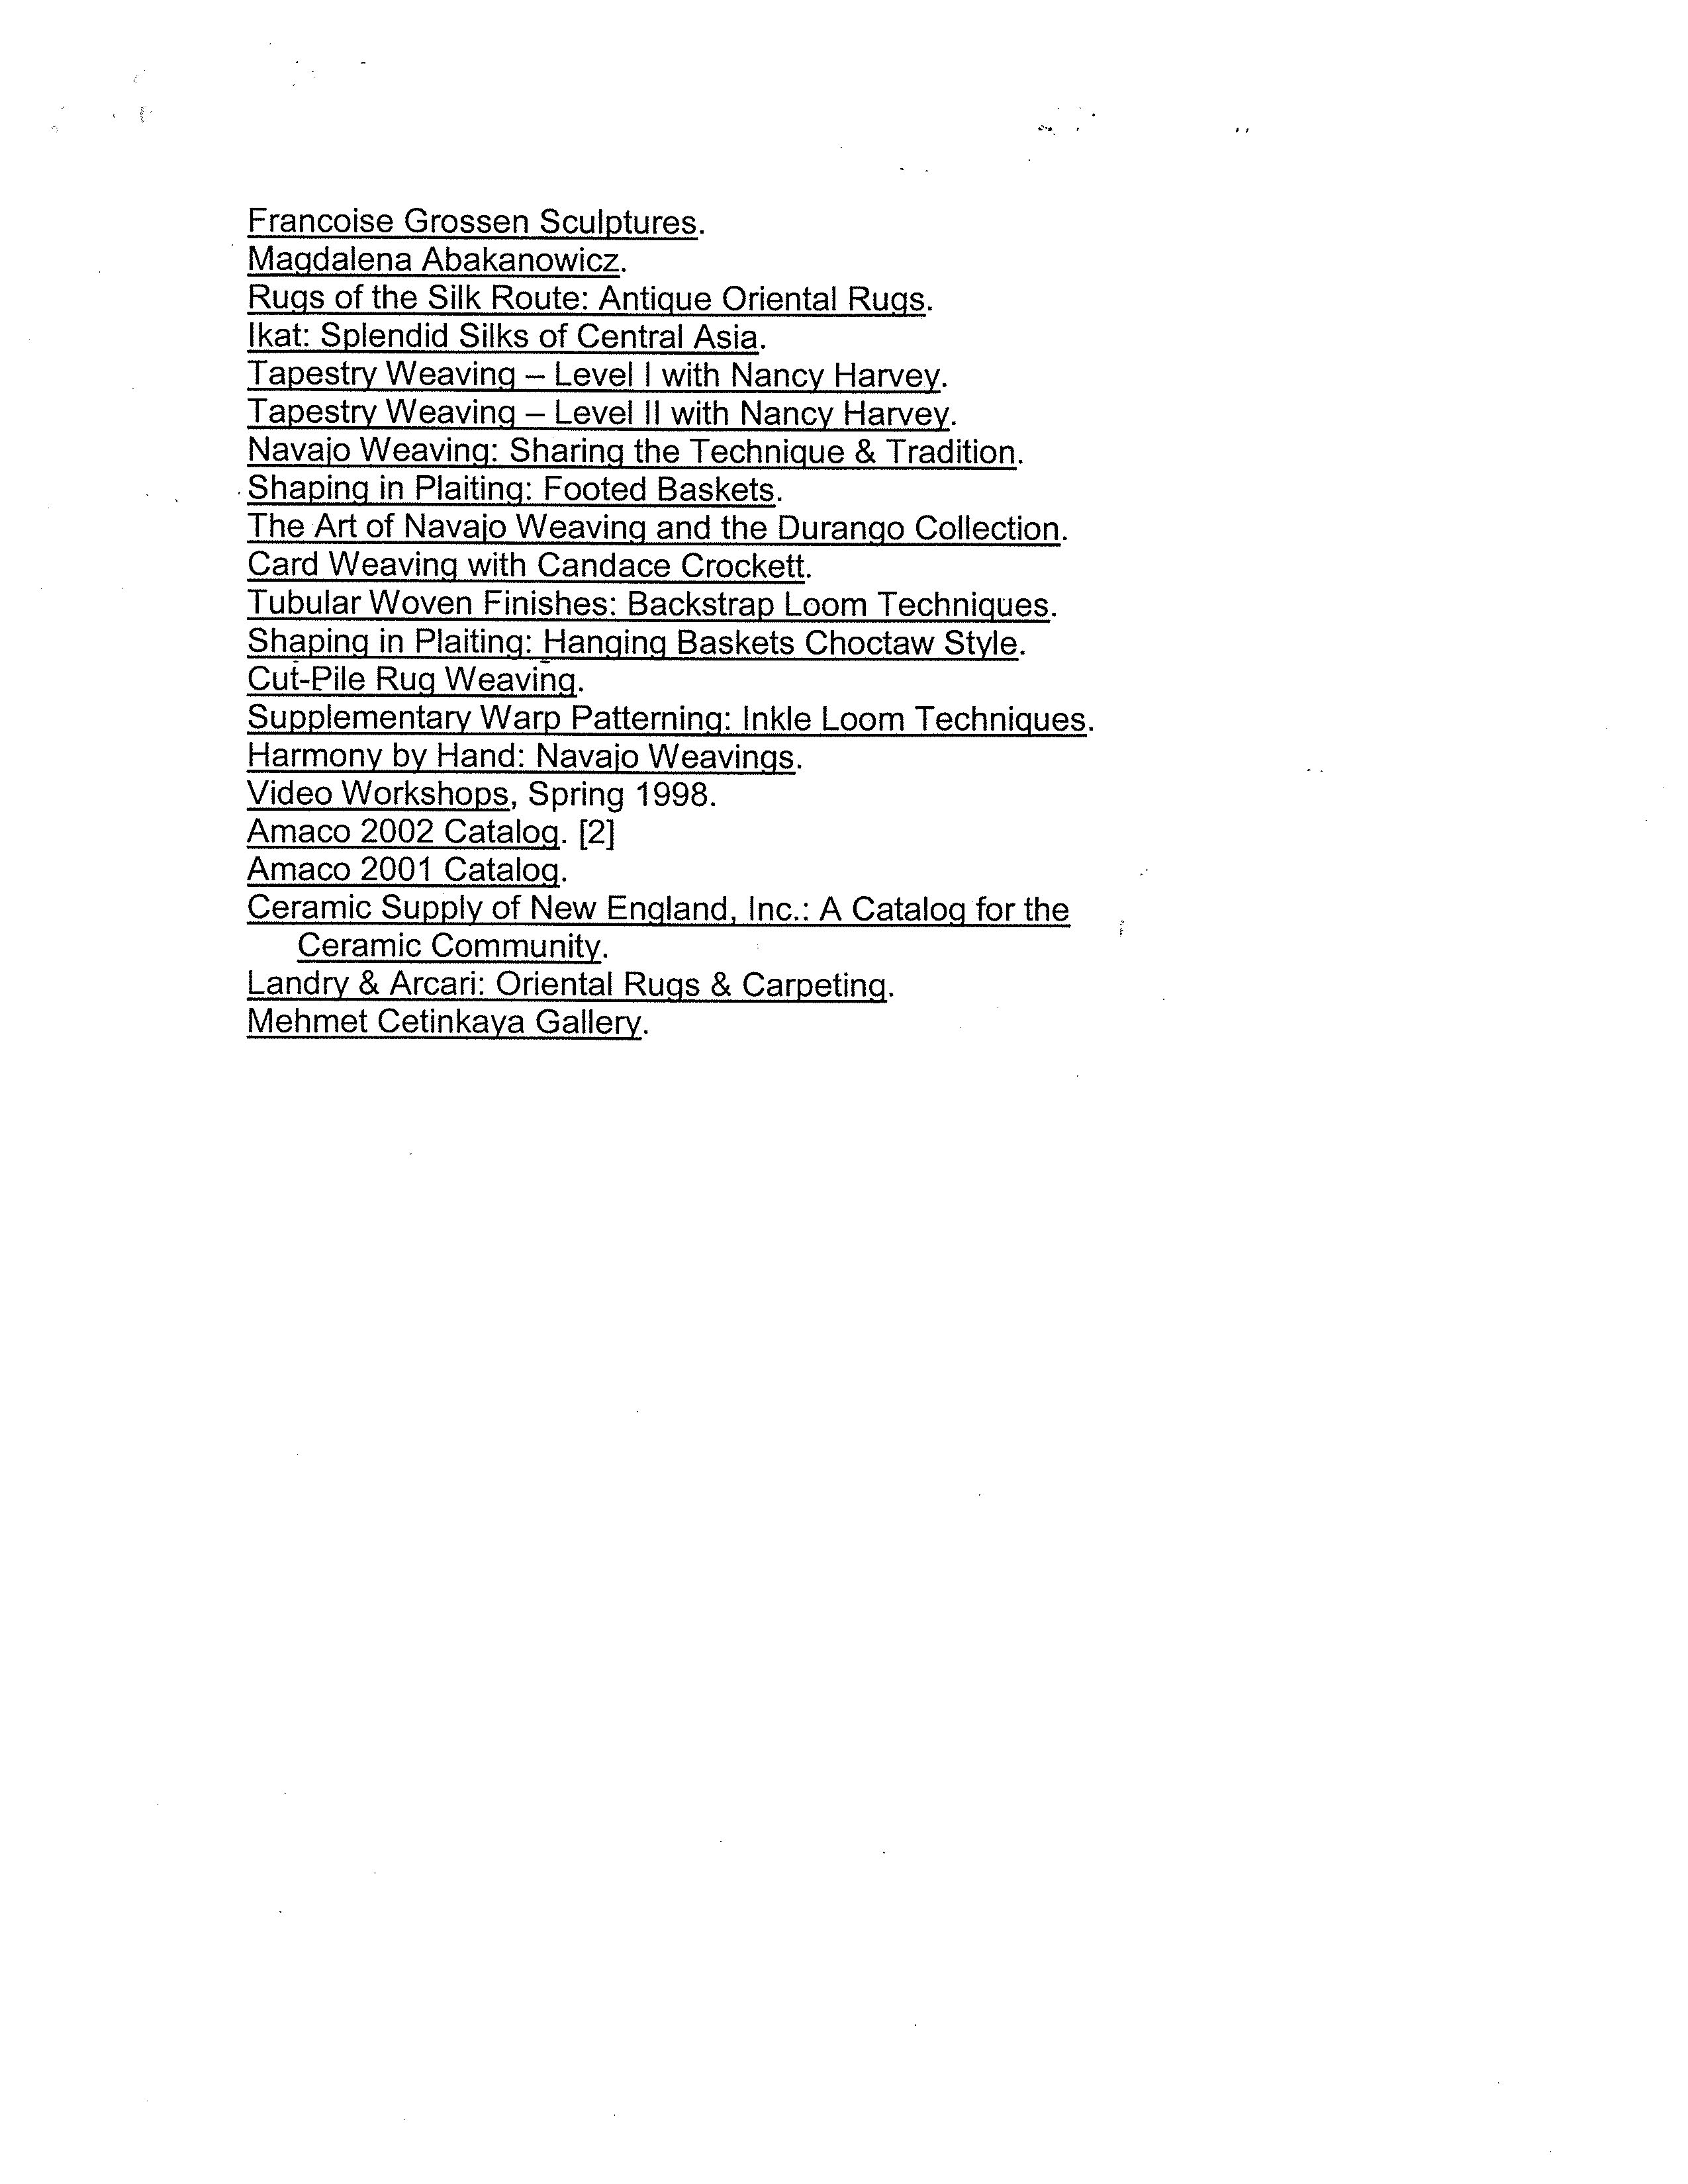 Francoise Grossen Sculptures.
Magdalena Abakanowicz.
Rugs of the Silk Route: Antique Oriental Rugs.
Ikat: Splendid Silks of Central Asia.
Tapestry Weaving – Level I with Nancy Harvey.
Tapestry Weaving – Level II with Nancy Harvey.
Navajo Weaving: Sharing the Technique & Tradition.
Shaping in Plaiting: Footed Baskets.
The Art of Navajo Weaving and the Durango Collection.
Card Weaving with Candace Crockett.
Tubular Woven Finishes: Backstrap Loom Techniques.
Shaping in Plaiting: Hanging Baskets Choctaw Style.
Cut-Pile Rug Weaving.
Supplementary Warp Patterning: Inkle Loom Techniques.
Harmony by Hand: Navajo Weavings.
Video Workshops, Spring 1998.
Amaco 2002 Catalog. [2]
Amaco 2001 Catalog.
Ceramic Supply of New England, Inc.: A Catalog for the
Ceramic Community.
Landry & Arcari: Oriental Rugs & Carpeting.
Mehmet Cetinkaya Gallery.